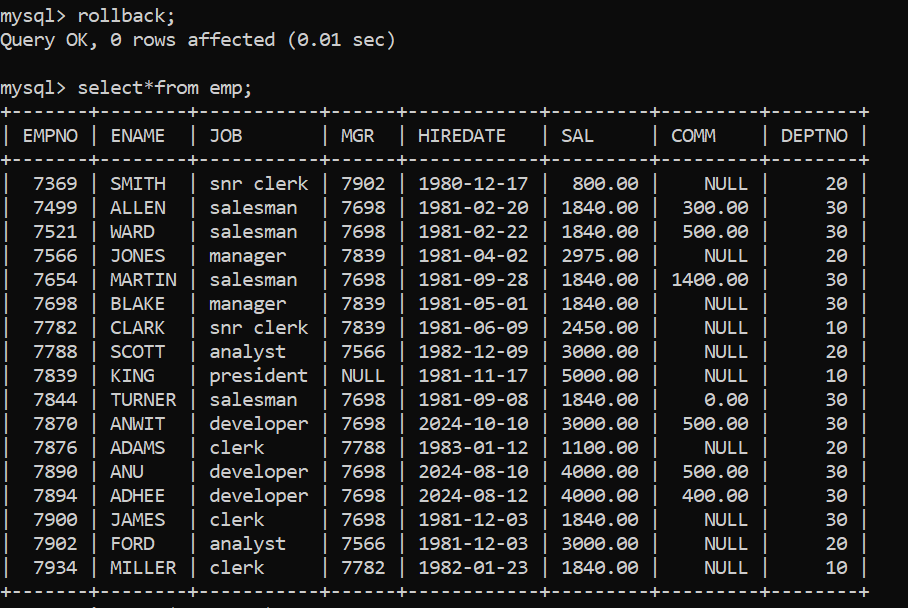 mysql> rollback;
Query OK, 0 rows affected (0.01 sec)
mysql> select*from emp;
+-------+--------+-----------+------+------------+---------+---------+--------+
| EMPNO | ENAME  | JOB       | MGR  | HIREDATE   | SAL     | COMM    | DEPTNO |
+-------+--------+-----------+------+------------+---------+---------+--------+
|  7369 | SMITH  | snr clerk | 7902 | 1980-12-17 |  800.00 |    NULL |     20 |
|  7499 | ALLEN  | salesman  | 7698 | 1981-02-20 | 1840.00 |  300.00 |     30 |
|  7521 | WARD   | salesman  | 7698 | 1981-02-22 | 1840.00 |  500.00 |     30 |
|  7566 | JONES  | manager   | 7839 | 1981-04-02 | 2975.00 |    NULL |     20 |
|  7654 | MARTIN | salesman  | 7698 | 1981-09-28 | 1840.00 | 1400.00 |     30 |
|  7698 | BLAKE  | manager   | 7839 | 1981-05-01 | 1840.00 |    NULL |     30 |
|  7782 | CLARK  | snr clerk | 7839 | 1981-06-09 | 2450.00 |    NULL |     10 |
|  7788 | SCOTT  | analyst   | 7566 | 1982-12-09 | 3000.00 |    NULL |     20 |
|  7839 | KING   | president | NULL | 1981-11-17 | 5000.00 |    NULL |     10 |
|  7844 | TURNER | salesman  | 7698 | 1981-09-08 | 1840.00 |    0.00 |     30 |
|  7870 | ANWIT  | developer | 7698 | 2024-10-10 | 3000.00 |  500.00 |     30 |
|  7876 | ADAMS  | clerk     | 7788 | 1983-01-12 | 1100.00 |    NULL |     20 |
|  7890 | ANU    | developer | 7698 | 2024-08-10 | 4000.00 |  500.00 |     30 |
|  7894 | ADHEE  | developer | 7698 | 2024-08-12 | 4000.00 |  400.00 |     30 |
|  7900 | JAMES  | clerk     | 7698 | 1981-12-03 | 1840.00 |    NULL |     30 |
|  7902 | FORD   | analyst   | 7566 | 1981-12-03 | 3000.00 |    NULL |     20 |
|  7934 | MILLER | clerk     | 7782 | 1982-01-23 | 1840.00 |    NULL |     10 |
+-------+--------+-----------+------+------------+---------+---------+--------+